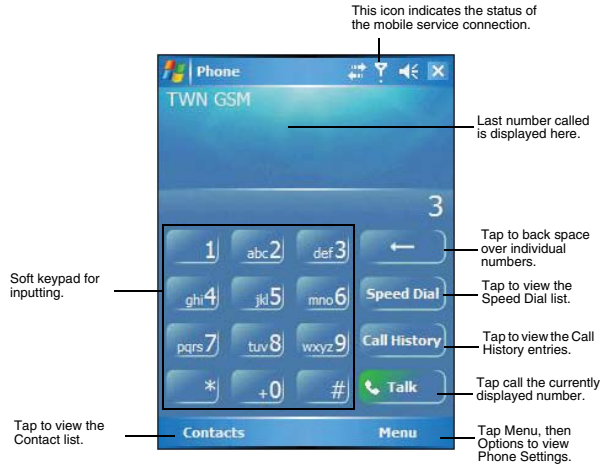 This icon indicates the status of
the mobile service connection.
Phone
TWN GSM
Last number called
is displayed here.
3
1
abc2
def3
Tap to back space
over individual
numbers.
Soft keypad for
inputting.
ghi4
jkl5
mno6
Speed Dial
Tap to view the
Speed Dial list.
pqrs7
tuv8
wxyz9
Call History
Tap to view the Call
History entries.
*
+0
#
Talk
Tap call the currently
displayed number.
Tap to view the
Contact list.
Contacts
Menu
Tap Menu, then
Options to view
Phone Settings.